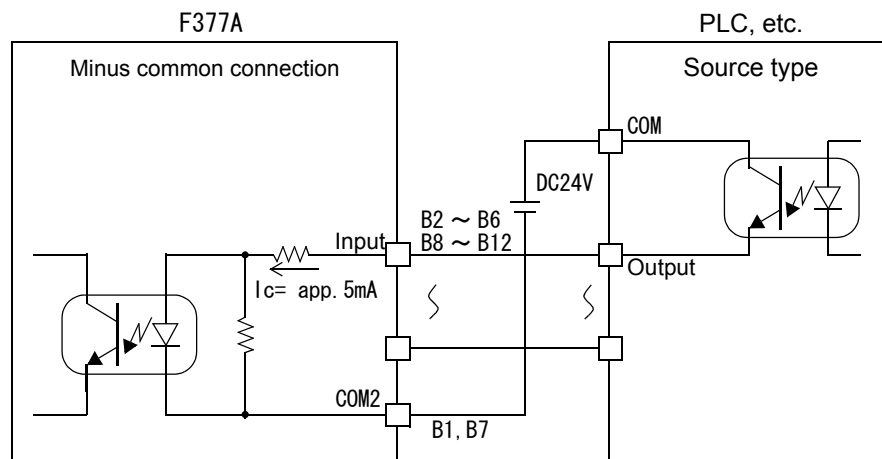 F377A
PLC, etc.
Minus common connection
Source type
COM
DC24V
B2 ～ B6
Input
B8 ～ B12
Output
Ic= app. 5mA
COM2
B1, B7